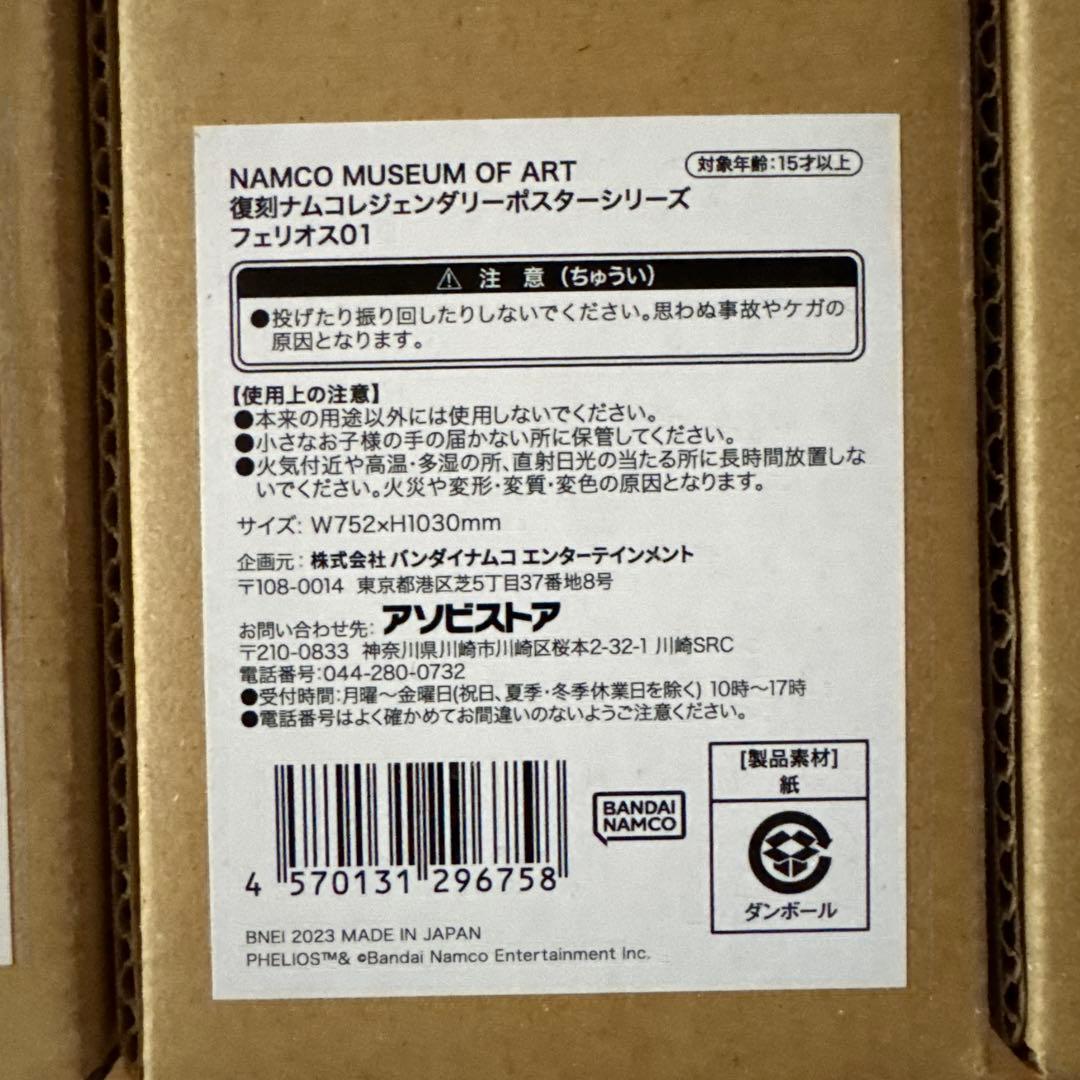 NAMCO MUSEUM OF ART
対象年齢:15才以上
復刻ナムコレジェンダリーポスターシリーズ
フェリオス01
⚠ 注 意 (ちゅうい)
●投げたり振り回したりしないでください。思わぬ事故やケガの
原因となります。
【使用上の注意】
●本来の用途以外には使用しないでください。
●小さなお子様の手の届かない所に保管してください。
●火気付近や高温・多湿の所、直射日光の当たる所に長時間放置しな
いでください。火災や変形・変質・変色の原因となります。
サイズ: W752×H1030mm
企画元: 株式会社 バンダイナムコ エンターテインメント
〒108-0014 東京都港区芝5丁目37番地8号
お問い合わせ先: アソビストア
〒210-0833 神奈川県川崎市川崎区桜本2-32-1 川崎SRC
電話番号:044-280-0732
●受付時間:月曜〜金曜日(祝日、夏季・冬季休業日を除く) 10時〜17時
●電話番号はよく確かめてお間違いのないようご注意ください。
4 570131 296758
BANDAI
NAMCO
[製品素材]
紙
ダンボール
BNEI 2023 MADE IN JAPAN
PHELIOS™& ©Bandai Namco Entertainment Inc.